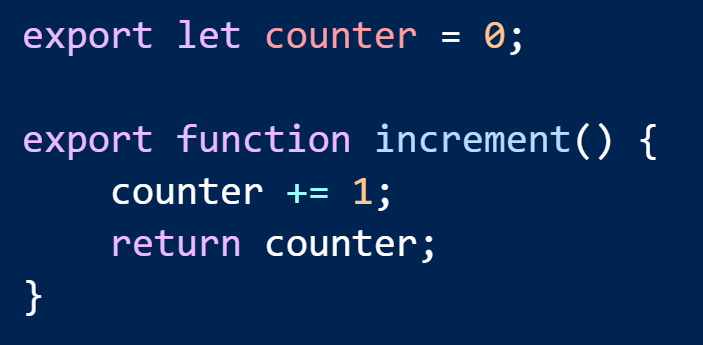 export let counter = 0;
export function increment() {
    counter += 1;
    return counter;
}